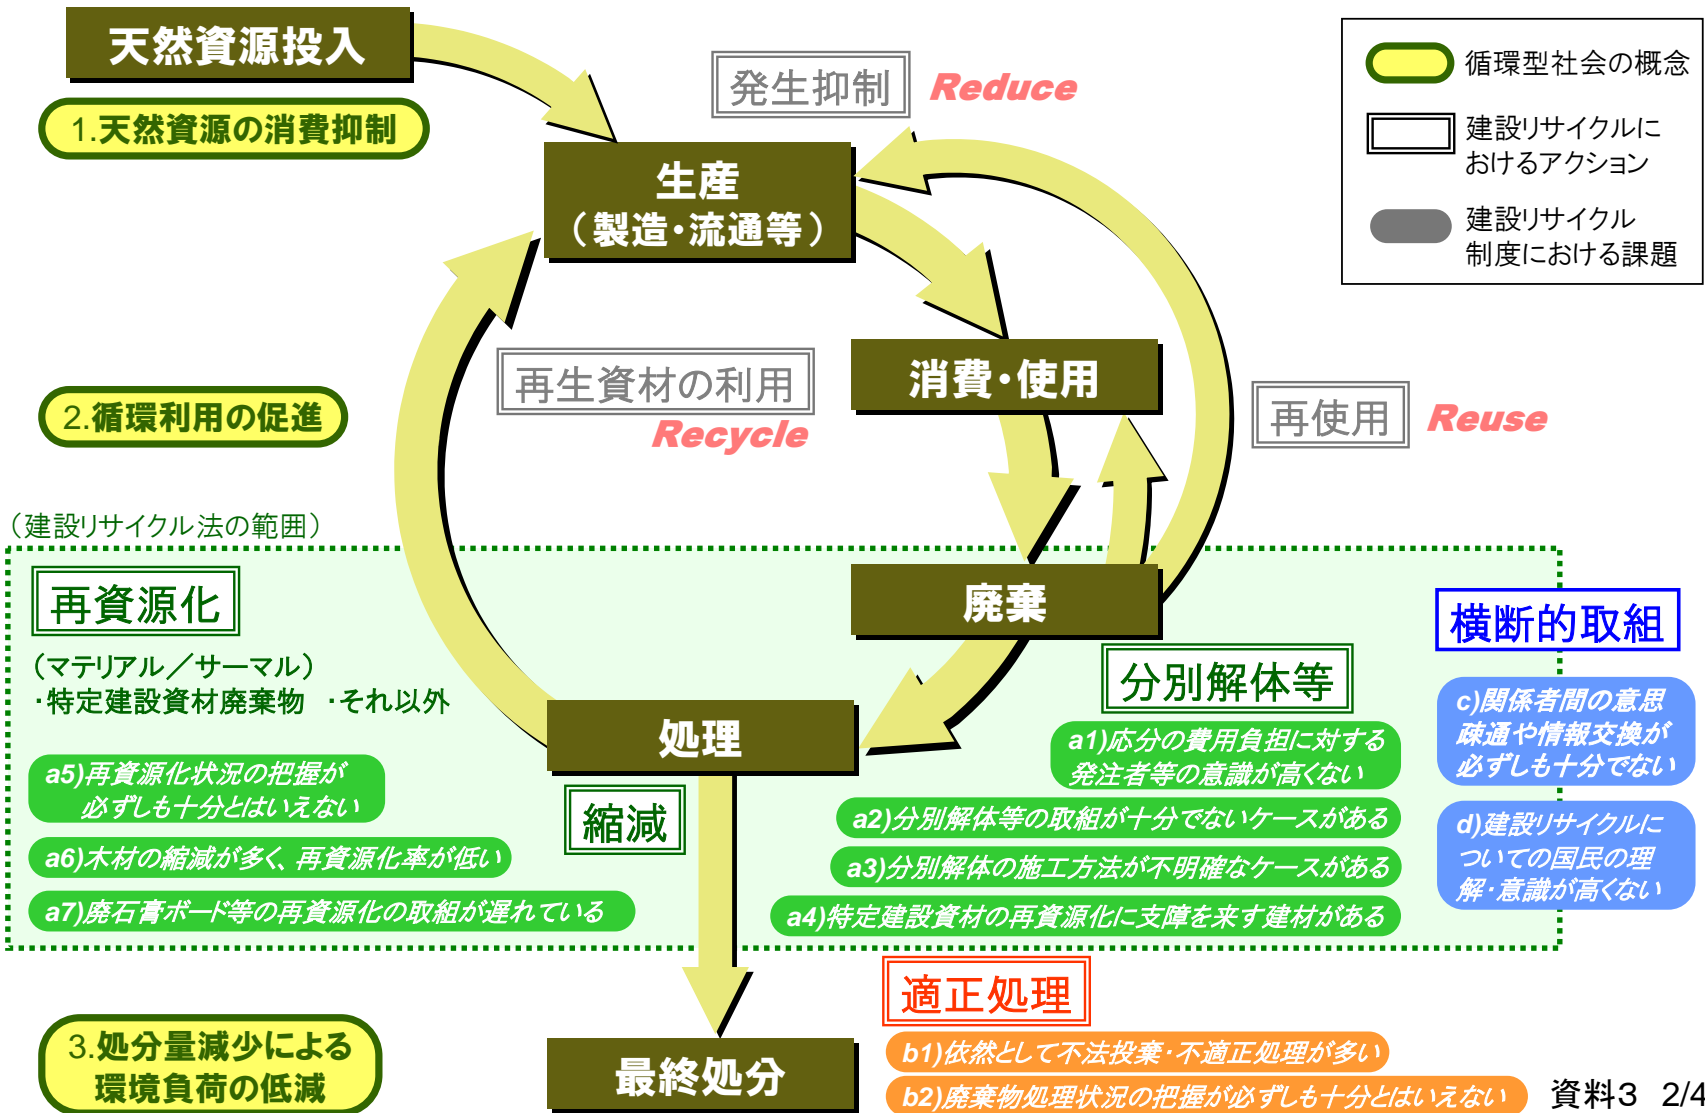 天然資源投入
1.天然資源の消費抑制
発生抑制 Reduce
循環型社会の概念
建設リサイクルに
おけるアクション
建設リサイクル
制度における課題
生産
（製造・流通等）
再生資材の利用
Recycle
消費・使用
再使用 Reuse
2.循環利用の促進
（建設リサイクル法の範囲）
再資源化
（マテリアル／サーマル）
・特定建設資材廃棄物　・それ以外
廃棄
横断的取組
分別解体等
処理
縮減
a5)再資源化状況の把握が
必ずしも十分とはいえない
a6)木材の縮減が多く、再資源化率が低い
a7)廃石膏ボード等の再資源化の取組が遅れている
a1)応分の費用負担に対する
発注者等の意識が高くない
a2)分別解体等の取組が十分でないケースがある
a3)分別解体の施工方法が不明確なケースがある
a4)特定建設資材の再資源化に支障を来す建材がある
c)関係者間の意思
疎通や情報交換が
必ずしも十分でない
d)建設リサイクルに
ついての国民の理
解・意識が高くない
適正処理
3.処分量減少による
環境負荷の低減
最終処分
b1)依然として不法投棄・不適正処理が多い
b2)廃棄物処理状況の把握が必ずしも十分とはいえない
資料3　2/4